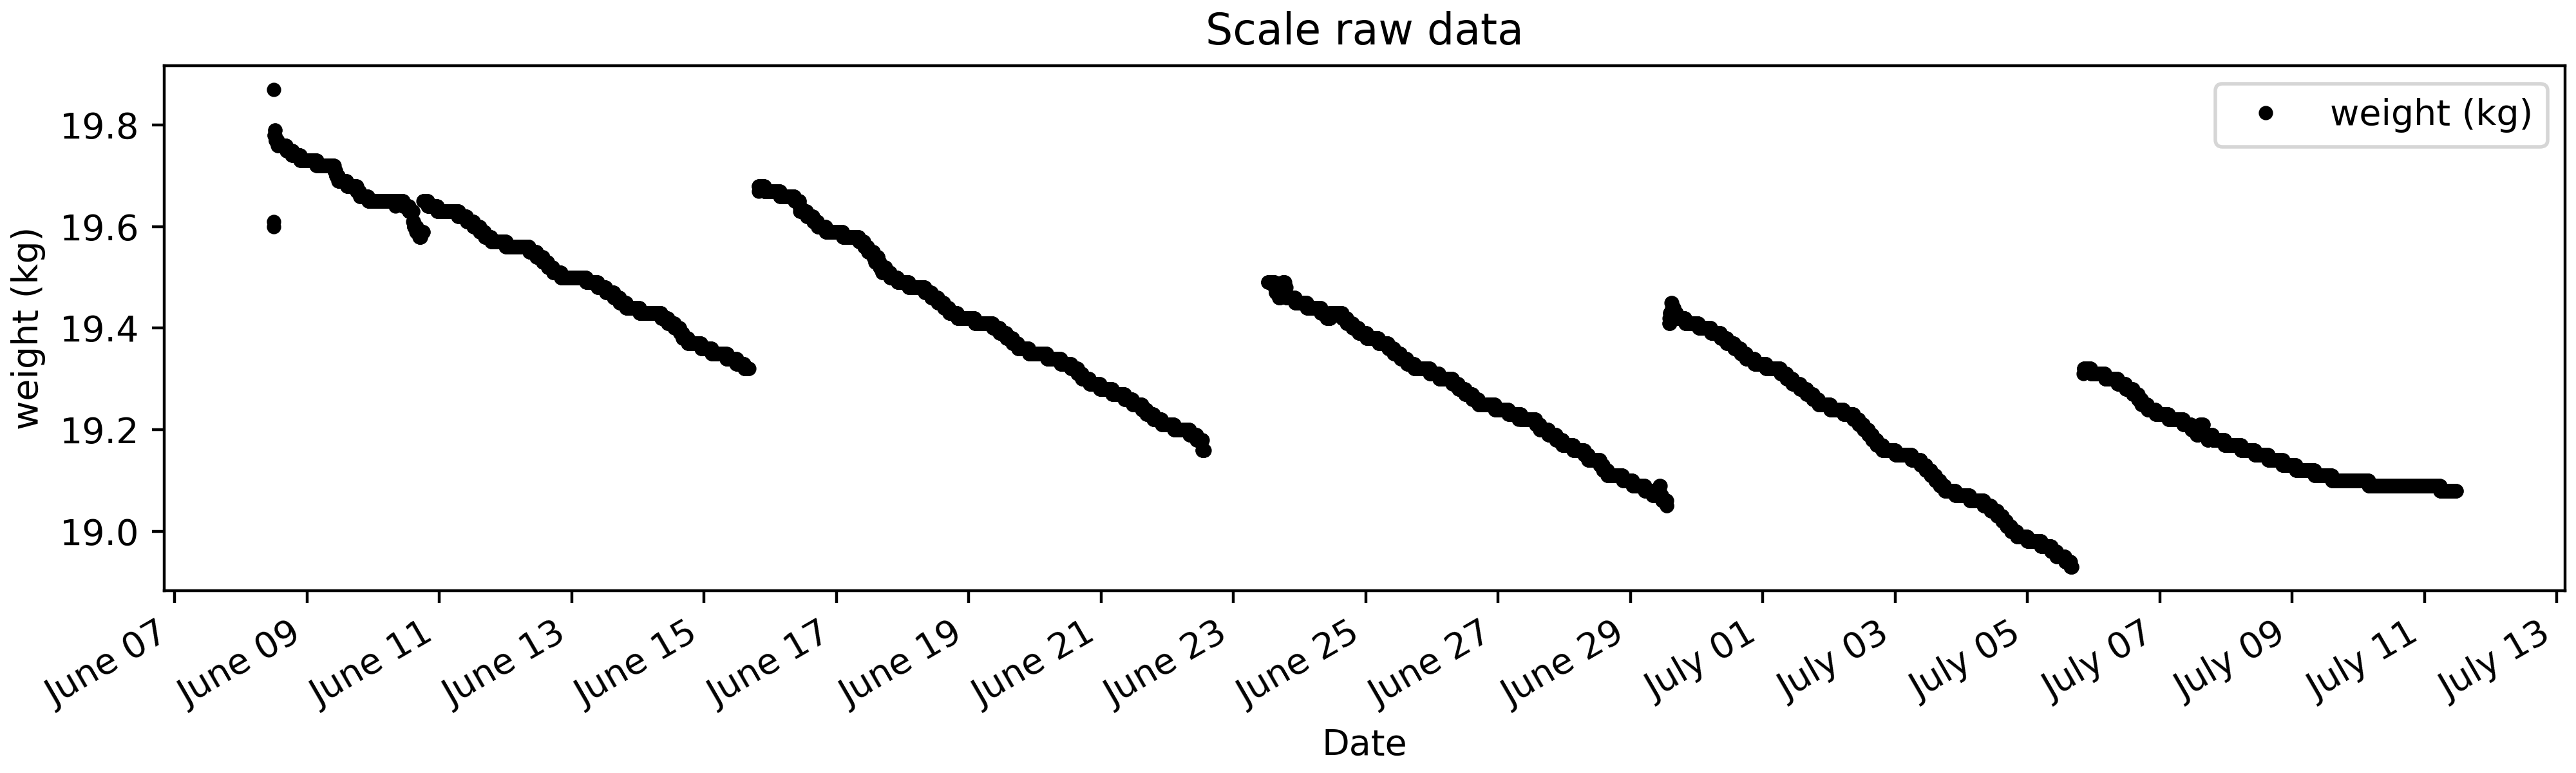 Scale raw data
weight (kg)
weight (kg)
19.8
19.6
19.4
19.2
19.0
June 07
June 09
June 11
June 13
June 15
June 17
June 19
June 21
June 23
June 25
June 27
June 29
July 01
July 03
July 05
July 07
July 09
July 11
July 13
Date